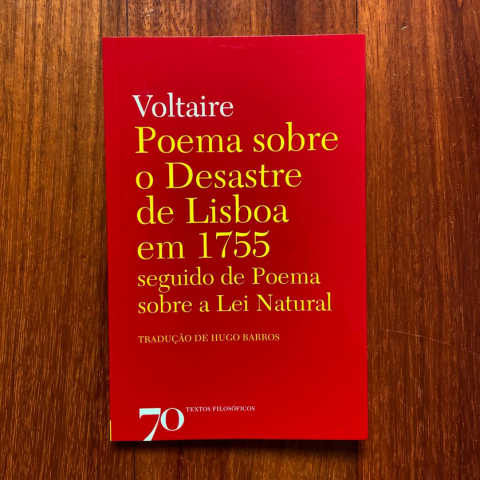 Voltaire
Poema sobre
o Desastre
de Lisboa
em 1755
seguido de Poema
sobre a Lei Natural
TRADUÇÃO DE HUGO BARROS
70 TEXTOS FILOSÓFICOS